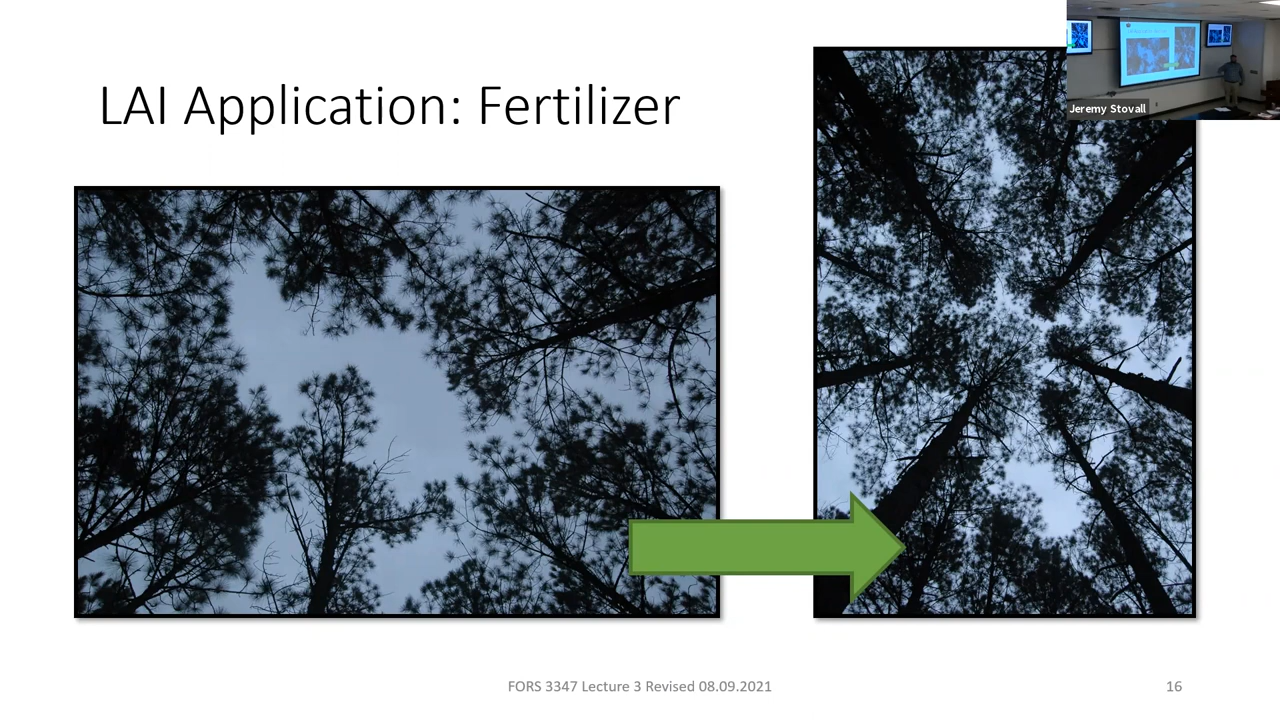 LAI Application: Fertilizer
Jeremy Stovall
FORS 3347 Lecture 3 Revised 08.09.2021
16